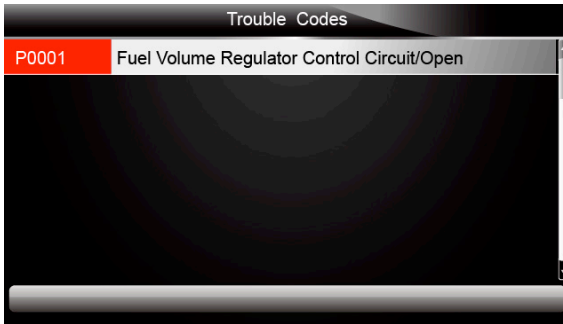 Trouble Codes
P0001 Fuel Volume Regulator Control Circuit/Open